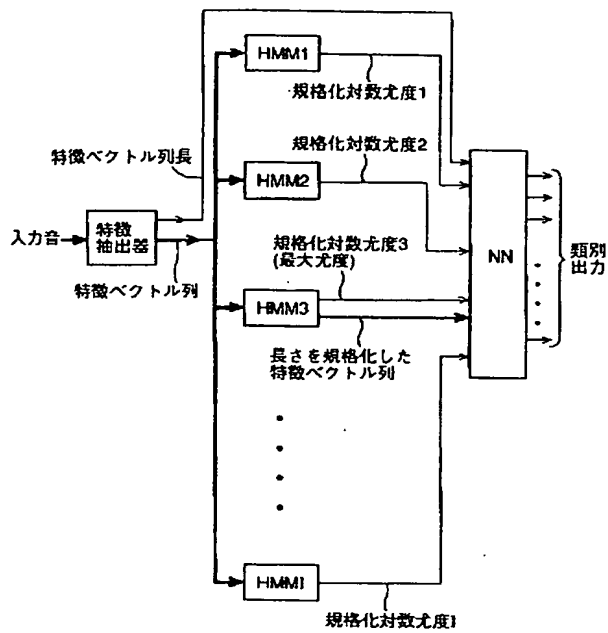 HMM1
規格化対数尤度1
規格化対数尤度2
特徴ベクトル列長
HMM2
入力音
特徴
抽出器
規格化対数尤度3
(最大尤度)
NN
類別
出力
特徴ベクトル列
HMM3
長さを規格化した
特徴ベクトル列
HMMI
規格化対数尤度I